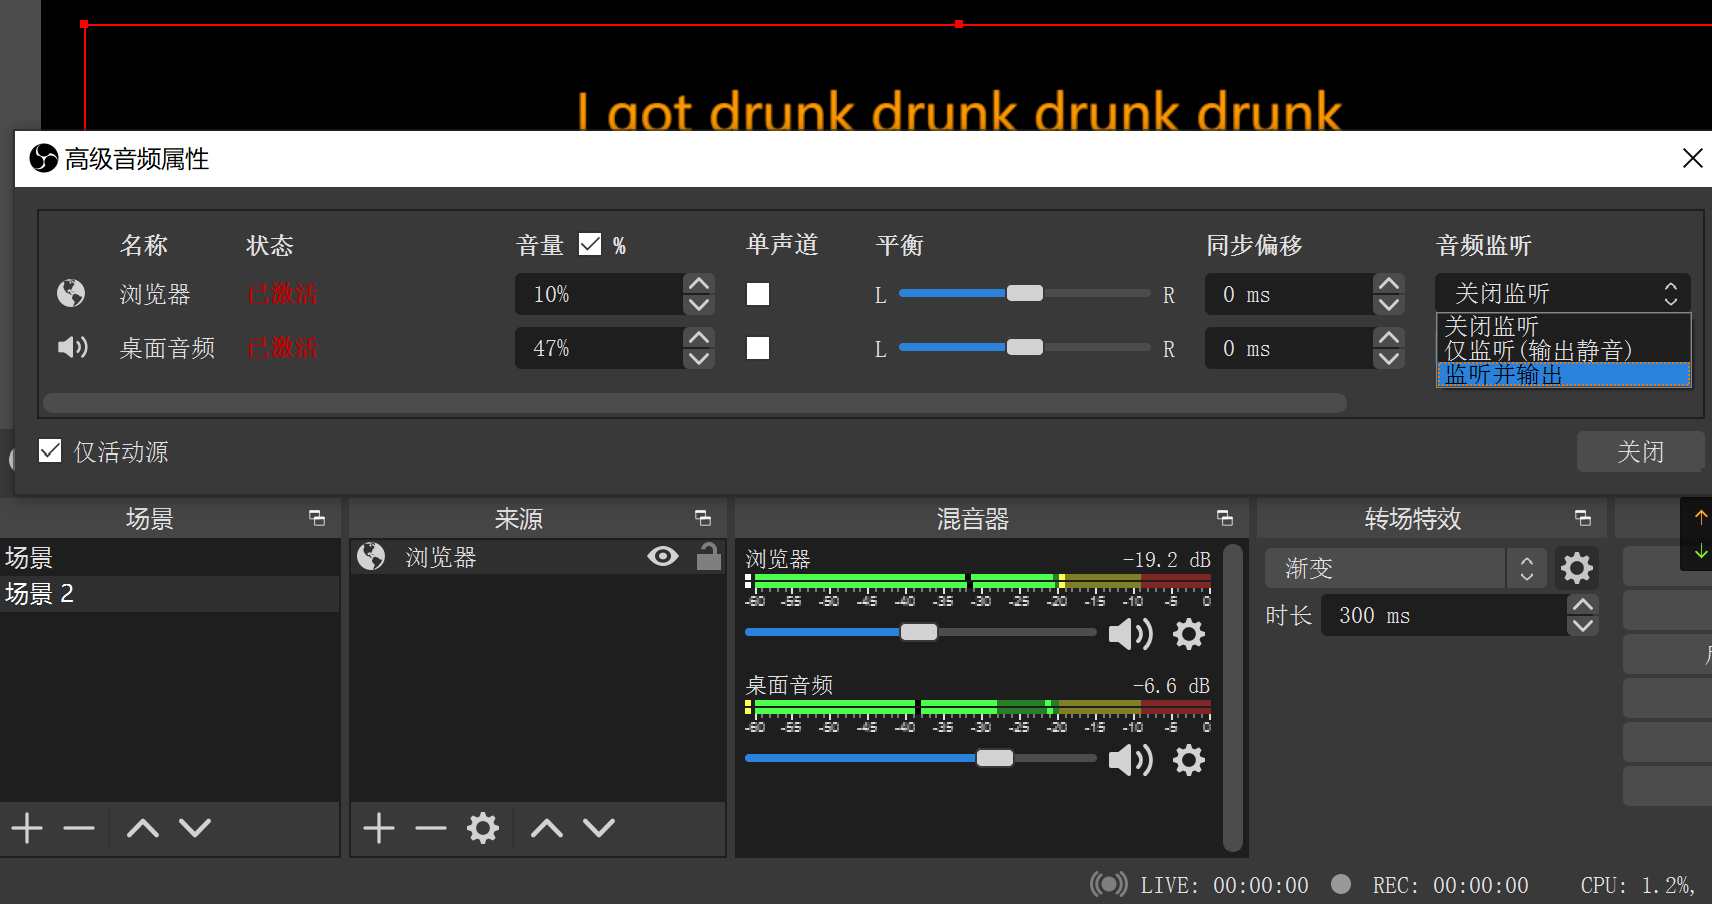 I got drunk drunk drunk drunk
高级音频属性
名称 状态 音量 % 单声道 平衡 同步偏移 音频监听
浏览器 已激活 10% L R 0 ms 关闭监听
关闭监听
仅监听(输出静音)
监听并输出
桌面音频 已激活 47% L R 0 ms
仅活动源 关闭
场景 来源 混音器 转场特效
场景
场景 2
浏览器
浏览器 -19.2 dB
-60 -55 -50 -45 -40 -35 -30 -25 -20 -15 -10 -5 0
桌面音频 -6.6 dB
-60 -55 -50 -45 -40 -35 -30 -25 -20 -15 -10 -5 0
渐变
时长 300 ms
LIVE: 00:00:00 REC: 00:00:00 CPU: 1.2%,